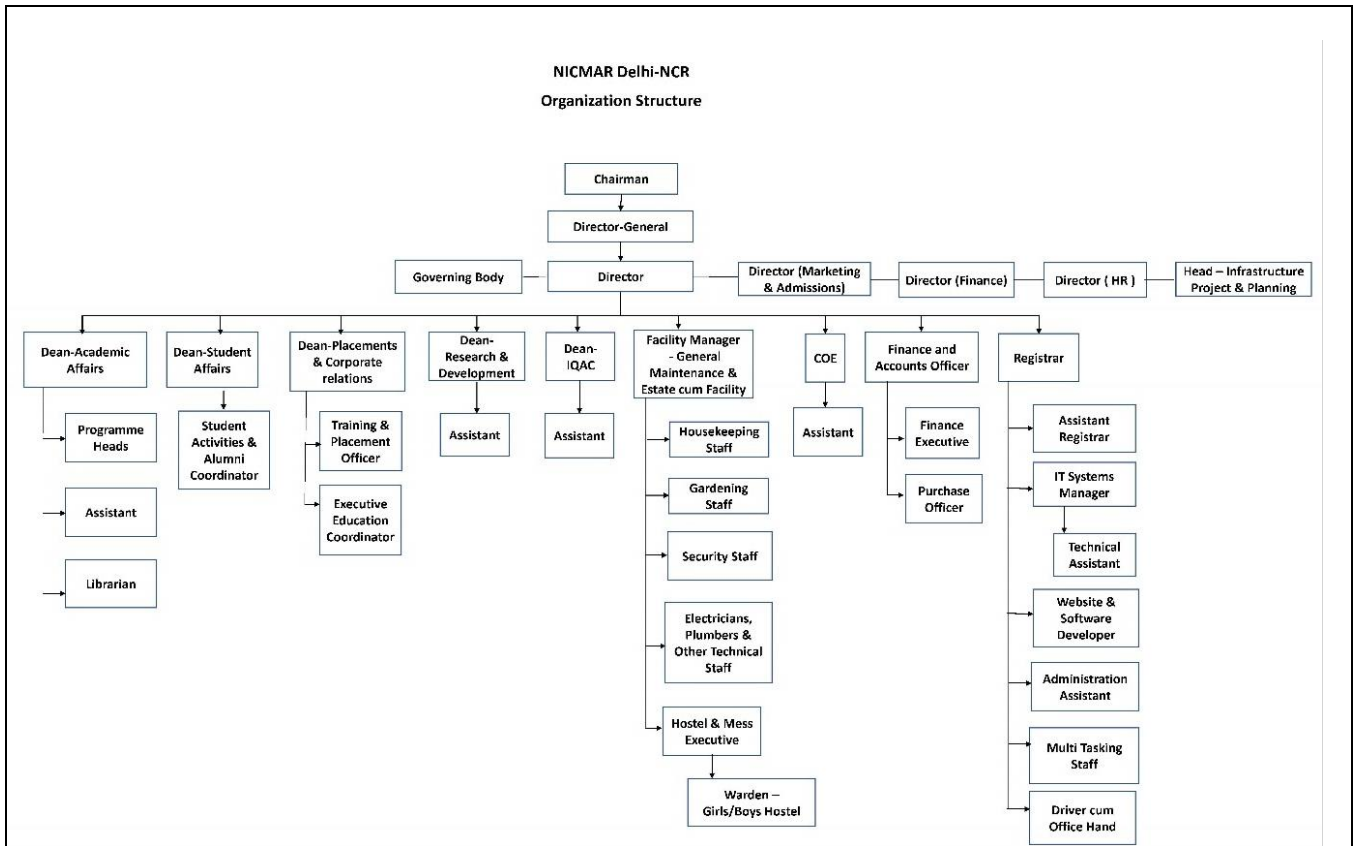 NICMAR Delhi-NCR
Organization Structure
Chairman
Director-General
Governing Body
Director
Director (Marketing
& Admissions)
Director (Finance)
Director ( HR )
Head – Infrastructure
Project & Planning
Dean-Academic
Affairs
Dean-Student
Affairs
Dean-Placements
& Corporate
relations
Dean-
Research &
Development
Dean-
IQAC
Facility Manager
- General
Maintenance &
Estate cum Facility
COE
Finance and
Accounts Officer
Registrar
Programme
Heads
Assistant
Librarian
Student
Activities &
Alumni
Coordinator
Training &
Placement
Officer
Executive
Education
Coordinator
Assistant
Assistant
Housekeeping
Staff
Gardening
Staff
Security Staff
Electricians,
Plumbers &
Other Technical
Staff
Hostel & Mess
Executive
Warden –
Girls/Boys Hostel
Assistant
Finance
Executive
Purchase
Officer
Assistant
Registrar
IT Systems
Manager
Technical
Assistant
Website &
Software
Developer
Administration
Assistant
Multi Tasking
Staff
Driver cum
Office Hand